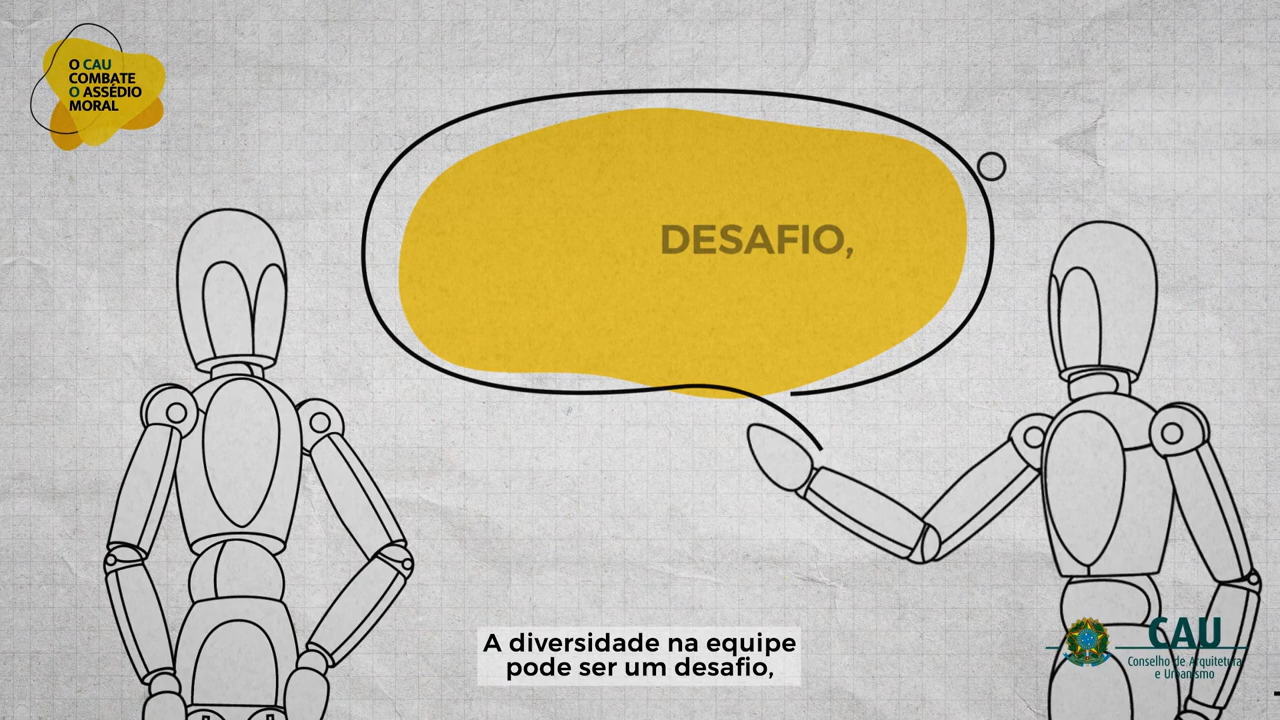 O CAU
COMBATE
O ASSÉDIO
MORAL
DESAFIO,
A diversidade na equipe
pode ser um desafio,
CAU
Conselho de Arquitetura
e Urbanismo